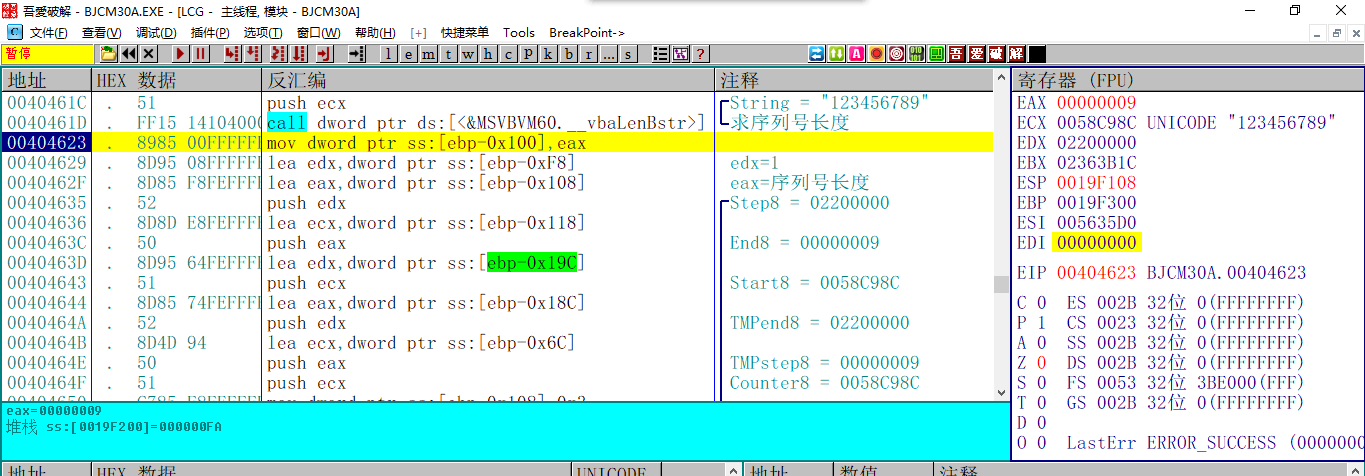 吾愛破解 - BJCM30A.EXE - [LCG - 主线程, 模块 - BJCM30A]
文件(F) 查看(V) 调试(D) 插件(P) 选项(T) 窗口(W) 帮助(H) [+] 快捷菜单 Tools BreakPoint->
暂停 l e m t w h c p k b r ... s ? 吾 爱 破 解
地址 HEX 数据 反汇编 注释 寄存器 (FPU)
0040461C . 51 push ecx String = "123456789" EAX 00000009
0040461D . FF15 14104000 call dword ptr ds:[<&MSVBVM60.__vbaLenBstr>] 求序列号长度 ECX 0058C98C UNICODE "123456789"
00404623 . 8985 00FFFFFF mov dword ptr ss:[ebp-0x100],eax EDX 02200000
00404629 . 8D95 08FFFFFF lea edx,dword ptr ss:[ebp-0xF8] edx=1 EBX 02363B1C
0040462F . 8D85 F8FEFFFF lea eax,dword ptr ss:[ebp-0x108] eax=序列号长度 ESP 0019F108
00404635 . 52 push edx Step8 = 02200000 EBP 0019F300
00404636 . 8D8D E8FEFFFF lea ecx,dword ptr ss:[ebp-0x118] ESI 005635D0
0040463C . 50 push eax End8 = 00000009 EDI 00000000
0040463D . 8D95 64FEFFFF lea edx,dword ptr ss:[ebp-0x19C] EIP 00404623 BJCM30A.00404623
00404643 . 51 push ecx Start8 = 0058C98C
00404644 . 8D85 74FEFFFF lea eax,dword ptr ss:[ebp-0x18C] C 0 ES 002B 32位 0(FFFFFFFF)
0040464A . 52 push edx TMPend8 = 02200000 P 1 CS 0023 32位 0(FFFFFFFF)
0040464B . 8D4D 94 lea ecx,dword ptr ss:[ebp-0x6C] A 0 SS 002B 32位 0(FFFFFFFF)
0040464E . 50 push eax TMPstep8 = 00000009 Z 0 DS 002B 32位 0(FFFFFFFF)
0040464F . 51 push ecx Counter8 = 0058C98C S 0 FS 0053 32位 3BE000(FFF)
T 0 GS 002B 32位 0(FFFFFFFF)
eax=00000009
堆栈 ss:[0019F200]=000000FA
D 0
O 0 LastErr ERROR_SUCCESS (0000000
地址 HEX 数据 UNICODE 地址 数值 注释